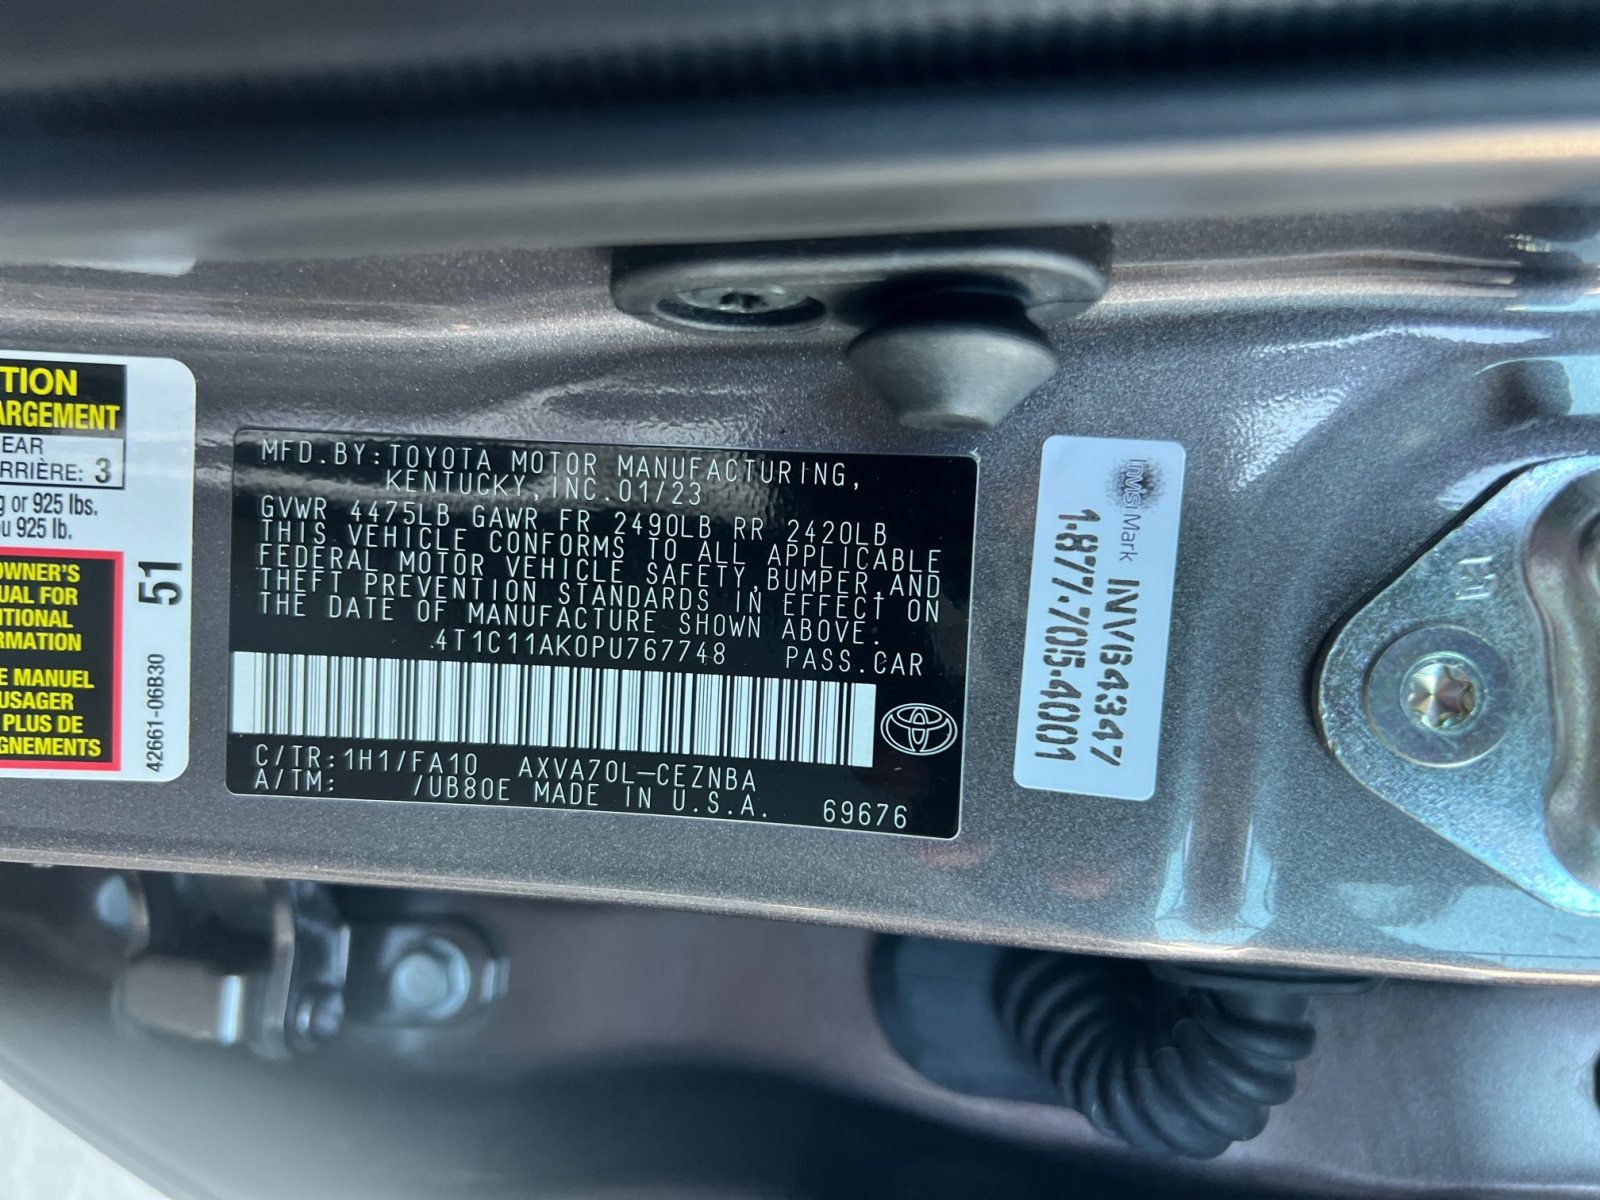 TION
ARGEMENT
EAR
RRIÈRE: 3
g or 925 lbs.
u 925 lb.
OWNER'S
UAL FOR
ITIONAL
RMATION
E MANUEL
USAGER
PLUS DE
GNEMENTS
51
42661-06B30
MFD.BY:TOYOTA MOTOR MANUFACTURING,
KENTUCKY,INC.01/23
GVWR 4475LB GAWR FR 2490LB RR 2420LB
THIS VEHICLE CONFORMS TO ALL APPLICABLE
FEDERAL MOTOR VEHICLE SAFETY,BUMPER,AND
THEFT PREVENTION STANDARDS IN EFFECT ON
THE DATE OF MANUFACTURE SHOWN ABOVE.
4T1C11AK0PU767748 PASS.CAR
C/TR:1H1/FA10 AXVA70L-CEZNBA
A/TM: /UB80E MADE IN U.S.A. 69676
InMsiMark INV64347
1.877.705.4001